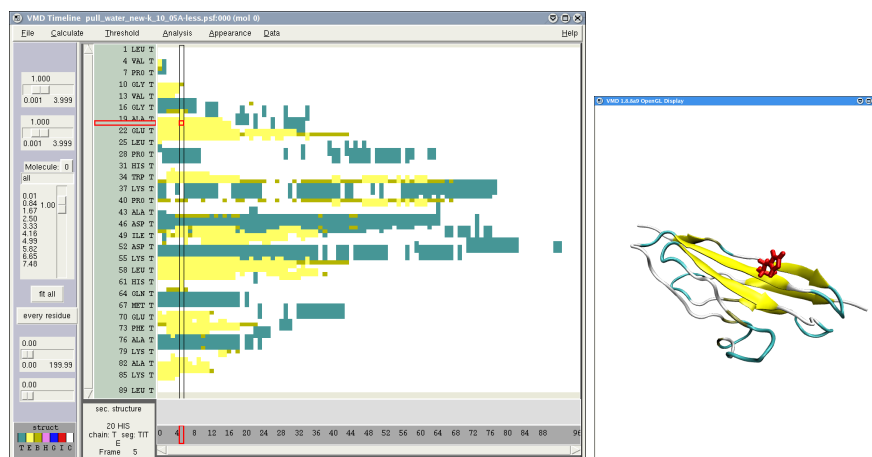 VMD Timeline pull_water_new-k_10_05A-less.psf:000 (mol 0)
File Calculate Threshold Analysis Appearance Data Help
1.000
0.001 3.999
1.000
0.001 3.999
Molecule: 0
all
0.01
0.84
1.67
2.50
3.33
4.16
4.99
5.82
6.65
7.48
1.00
fit all
every residue
0.00
0.00 199.99
0.00
struct
T E B H G I C
1 LEU T
4 VAL T
7 PRO T
10 GLY T
13 VAL T
16 GLY T
19 ALA T
22 GLU T
25 LEU T
28 PRO T
31 HIS T
34 TRP T
37 LYS T
40 PRO T
43 ALA T
46 ASP T
49 ILE T
52 ASP T
55 LYS T
58 LEU T
61 HIS T
64 GLN T
67 MET T
70 GLU T
73 PHE T
76 ALA T
79 LYS T
82 ALA T
85 LYS T
89 LEU T
sec. structure
20 HIS
chain: T seg: TIT
E
Frame 5
0 4 8 12 16 20 24 28 32 36 40 44 48 52 56 60 64 68 72 76 80 84 88 96
VMD 1.8.8a9 OpenGL Display